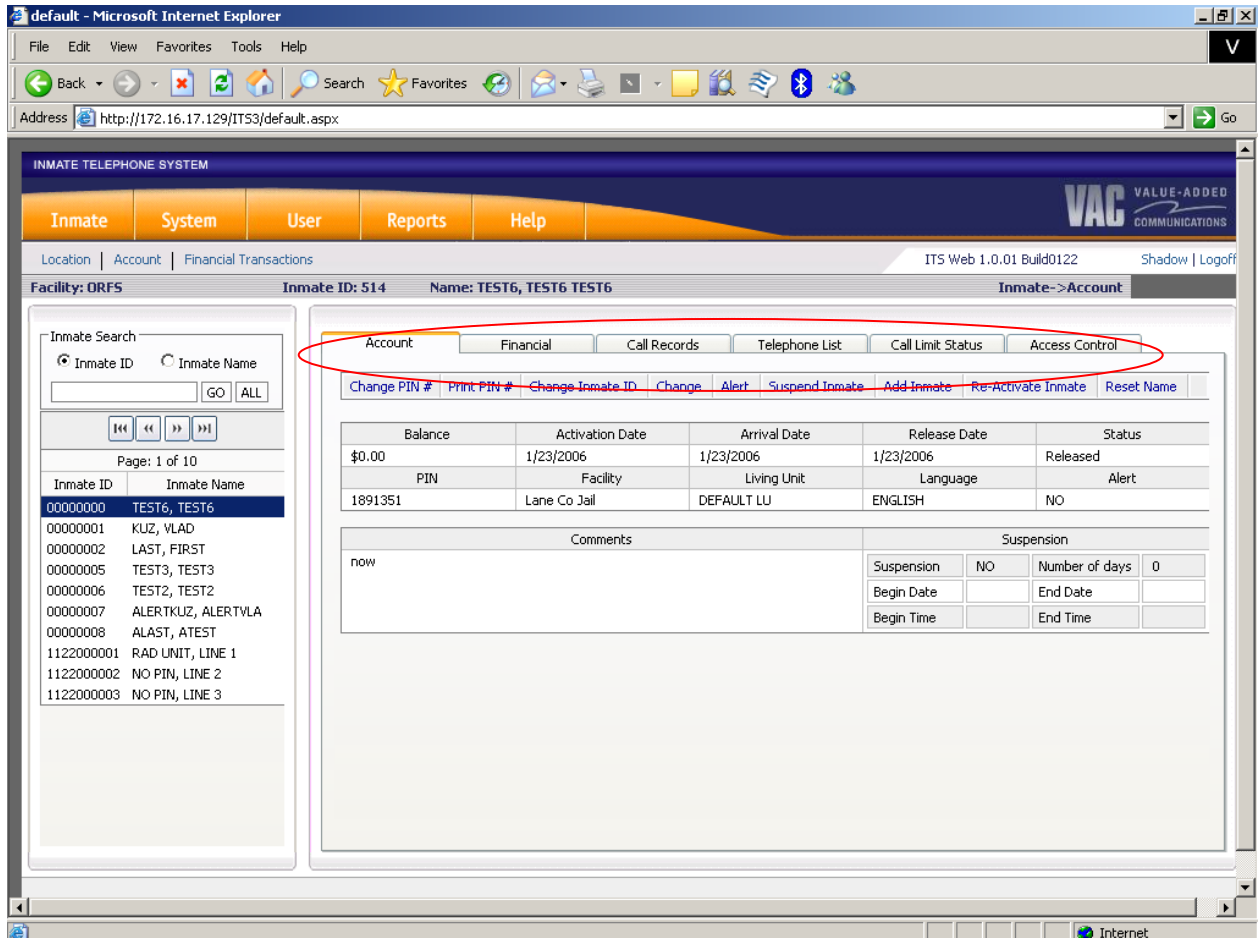 default - Microsoft Internet Explorer
File Edit View Favorites Tools Help
V
Back Search Favorites
Address http://172.16.17.129/ITS3/default.aspx Go
INMATE TELEPHONE SYSTEM
Inmate System User Reports Help
VAC VALUE-ADDED COMMUNICATIONS
Location | Account | Financial Transactions
ITS Web 1.0.01 Build0122 Shadow | Logoff
Facility: ORFS Inmate ID: 514 Name: TEST6, TEST6 TEST6 Inmate->Account
Inmate Search
Inmate ID Inmate Name
GO ALL
Page: 1 of 10
Inmate ID Inmate Name
00000000 TEST6, TEST6
00000001 KUZ, VLAD
00000002 LAST, FIRST
00000005 TEST3, TEST3
00000006 TEST2, TEST2
00000007 ALERTKUZ, ALERTVLA
00000008 ALAST, ATEST
1122000001 RAD UNIT, LINE 1
1122000002 NO PIN, LINE 2
1122000003 NO PIN, LINE 3
Account Financial Call Records Telephone List Call Limit Status Access Control
Change PIN # Print PIN # Change Inmate ID Change Alert Suspend Inmate Add Inmate Re-Activate Inmate Reset Name
Balance Activation Date Arrival Date Release Date Status
$0.00 1/23/2006 1/23/2006 1/23/2006 Released
PIN Facility Living Unit Language Alert
1891351 Lane Co Jail DEFAULT LU ENGLISH NO
Comments
now
Suspension
Suspension NO Number of days 0
Begin Date End Date
Begin Time End Time
Internet